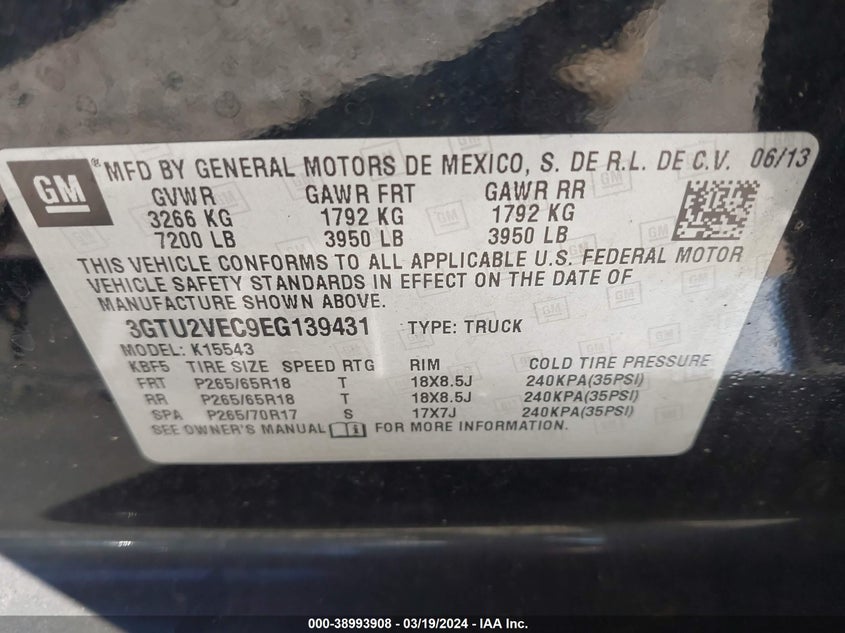 GM
® MFD BY GENERAL MOTORS DE MEXICO, S. DE R.L. DE C.V. 06/13
GVWR GAWR FRT GAWR RR
3266 KG 1792 KG 1792 KG
7200 LB 3950 LB 3950 LB
THIS VEHICLE CONFORMS TO ALL APPLICABLE U.S. FEDERAL MOTOR
VEHICLE SAFETY STANDARDS IN EFFECT ON THE DATE OF
MANUFACTURE SHOWN ABOVE.
3GTU2VEC9EG139431 TYPE: TRUCK
MODEL: K15543
KBF5 TIRE SIZE SPEED RTG RIM COLD TIRE PRESSURE
FRT P265/65R18 T 18X8.5J 240KPA(35PSI)
RR P265/65R18 T 18X8.5J 240KPA(35PSI)
SPA P265/70R17 S 17X7J 240KPA(35PSI)
SEE OWNER'S MANUAL FOR MORE INFORMATION.
000-38993908 - 03/19/2024 - IAA Inc.